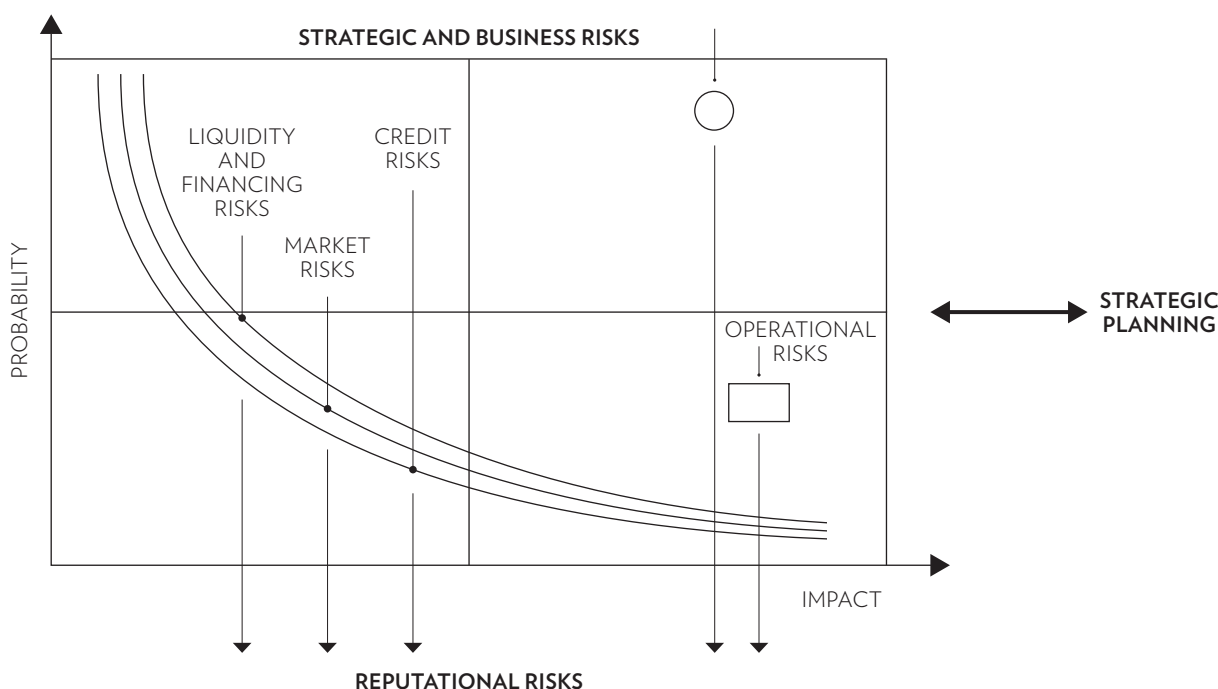 STRATEGIC AND BUSINESS RISKS
LIQUIDITY
AND
FINANCING
RISKS
CREDIT
RISKS
MARKET
RISKS
PROBABILITY
OPERATIONAL
RISKS
STRATEGIC
PLANNING
IMPACT
REPUTATIONAL RISKS